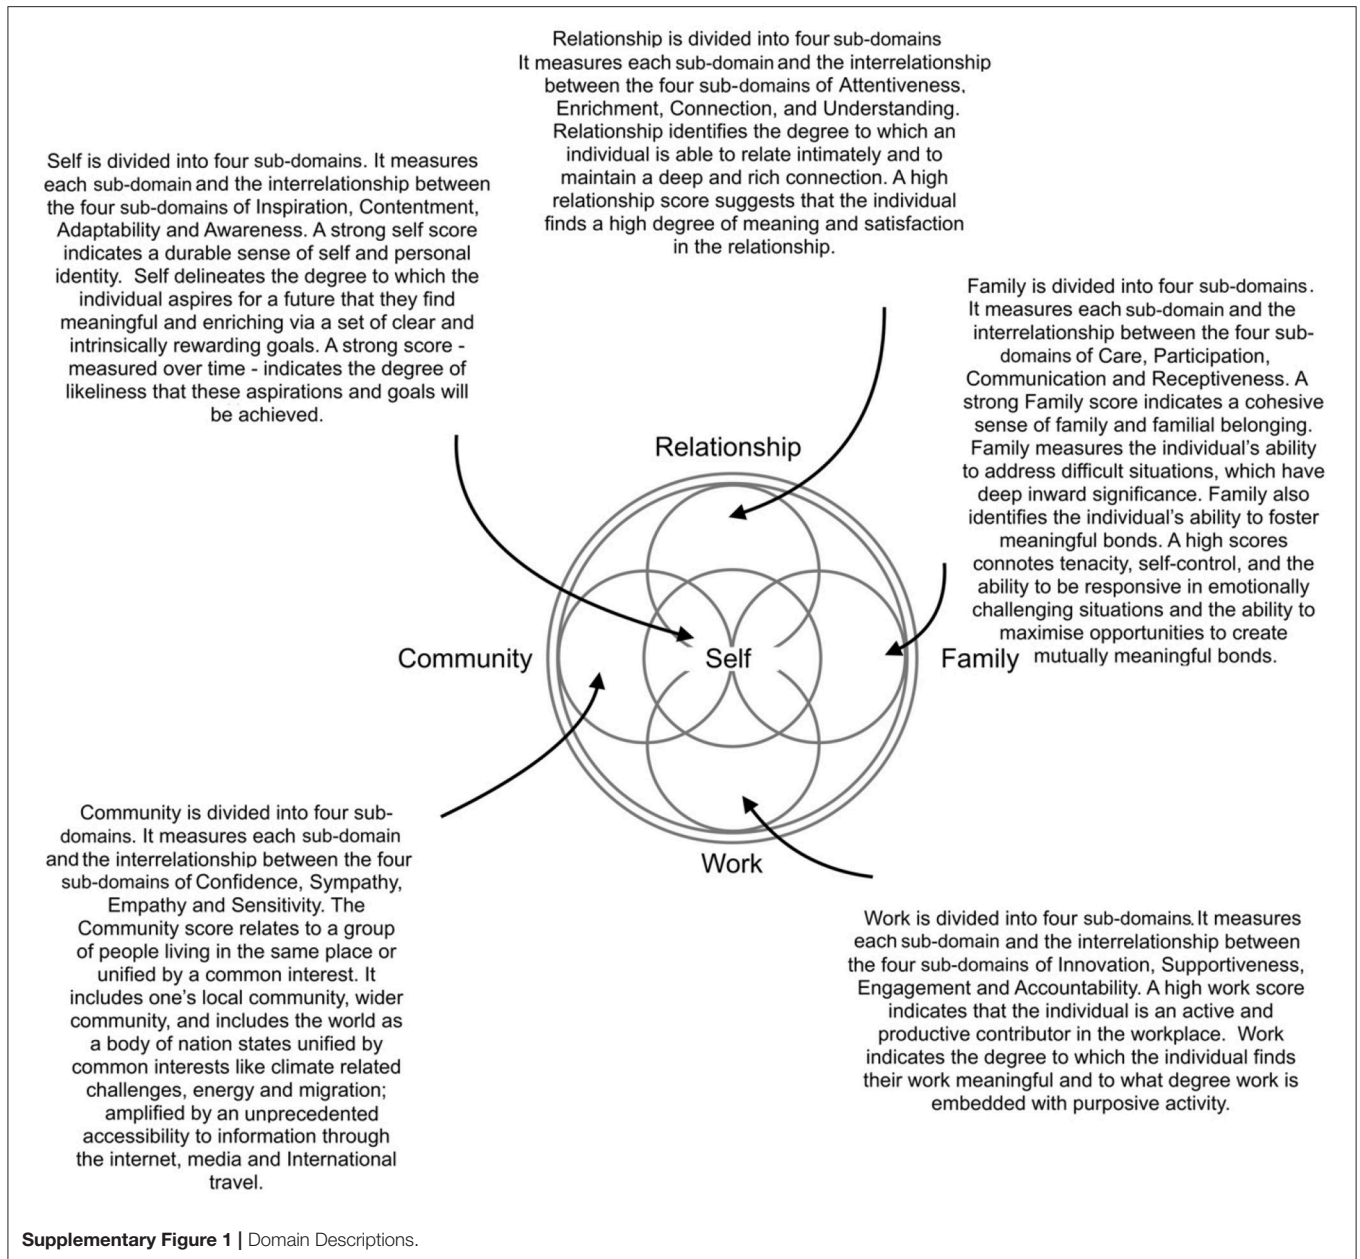 Relationship is divided into four sub-domains
It measures each sub-domain and the interrelationship
between the four sub-domains of Attentiveness,
Enrichment, Connection, and Understanding.
Relationship identifies the degree to which an
individual is able to relate intimately and to
maintain a deep and rich connection. A high
relationship score suggests that the individual
finds a high degree of meaning and satisfaction
in the relationship.
Self is divided into four sub-domains. It measures
each sub-domain and the interrelationship between
the four sub-domains of Inspiration, Contentment,
Adaptability and Awareness. A strong self score
indicates a durable sense of self and personal
identity. Self delineates the degree to which the
individual aspires for a future that they find
meaningful and enriching via a set of clear and
intrinsically rewarding goals. A strong score -
measured over time - indicates the degree of
likeliness that these aspirations and goals will
be achieved.
Family is divided into four sub-domains.
It measures each sub-domain and the
interrelationship between the four sub-
domains of Care, Participation,
Communication and Receptiveness. A
strong Family score indicates a cohesive
sense of family and familial belonging.
Family measures the individual's ability
to address difficult situations, which have
deep inward significance. Family also
identifies the individual's ability to foster
meaningful bonds. A high scores
connotes tenacity, self-control, and the
ability to be responsive in emotionally
challenging situations and the ability to
maximise opportunities to create
mutually meaningful bonds.
Relationship
Community
Self
Family
Work
Community is divided into four sub-
domains. It measures each sub-domain
and the interrelationship between the four
sub-domains of Confidence, Sympathy,
Empathy and Sensitivity. The
Community score relates to a group
of people living in the same place or
unified by a common interest. It
includes one's local community, wider
community, and includes the world as
a body of nation states unified by
common interests like climate related
challenges, energy and migration;
amplified by an unprecedented
accessibility to information through
the internet, media and International
travel.
Work is divided into four sub-domains. It measures
each sub-domain and the interrelationship between
the four sub-domains of Innovation, Supportiveness,
Engagement and Accountability. A high work score
indicates that the individual is an active and
productive contributor in the workplace. Work
indicates the degree to which the individual finds
their work meaningful and to what degree work is
embedded with purposive activity.
Supplementary Figure 1 | Domain Descriptions.